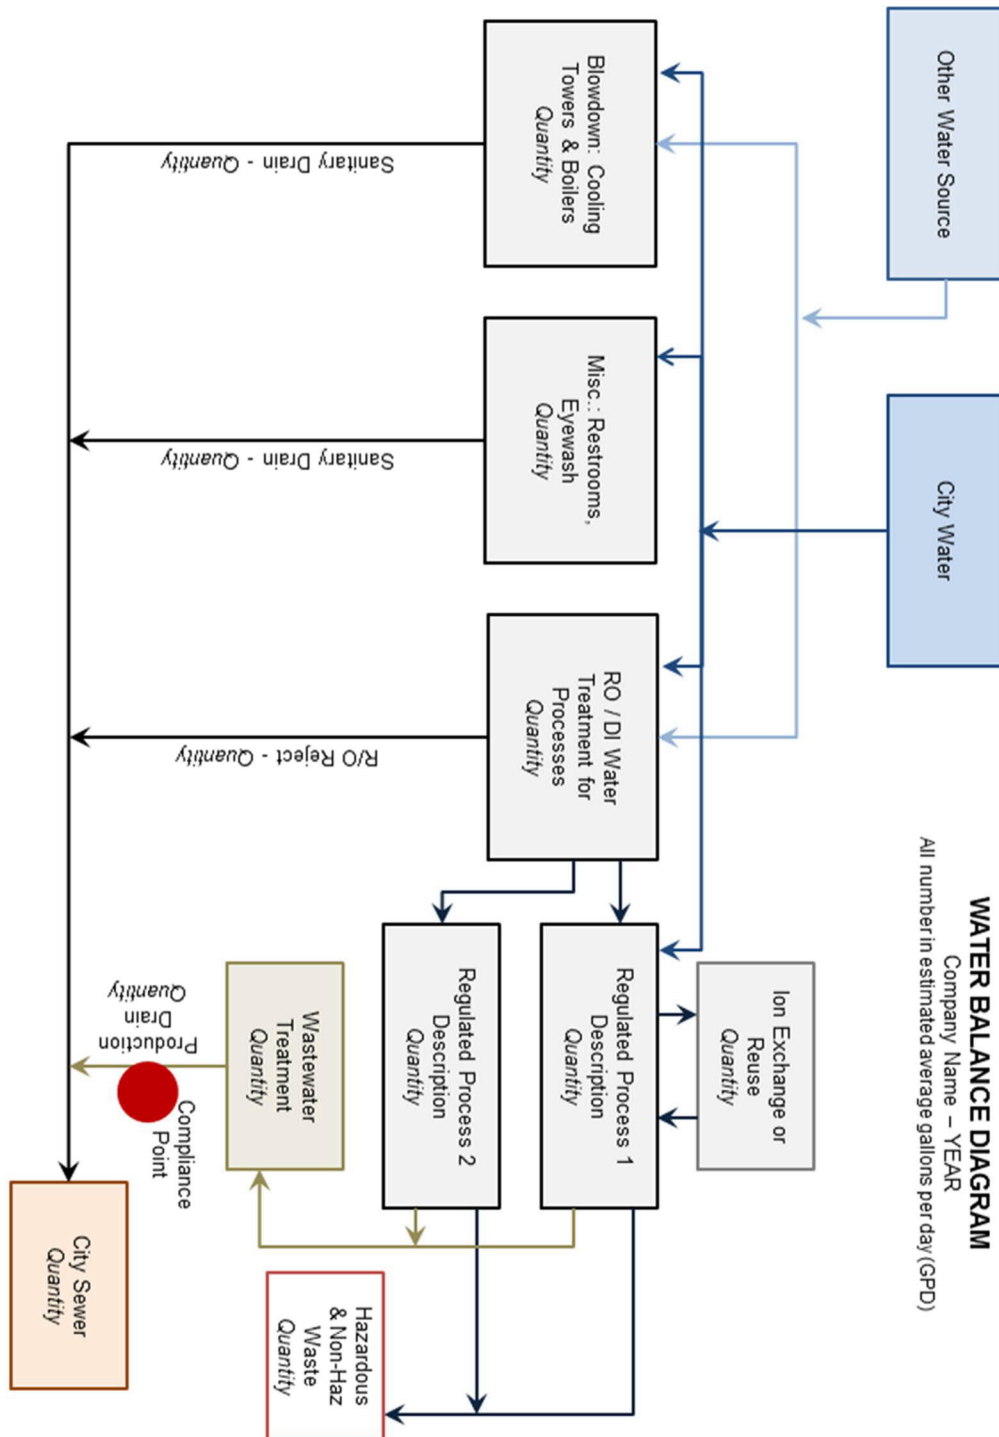 WATER BALANCE DIAGRAM
Company Name – YEAR
All number in estimated average gallons per day (GPD)
Other Water Source
City Water
Blowdown: Cooling
Towers & Boilers
Quantity
Misc.: Restrooms,
Eyewash
Quantity
RO / DI Water
Treatment for
Processes
Quantity
Ion Exchange or
Reuse
Quantity
Regulated Process 1
Description
Quantity
Regulated Process 2
Description
Quantity
Wastewater
Treatment
Quantity
Hazardous
& Non-Haz
Waste
Quantity
Sanitary Drain - Quantity
Sanitary Drain - Quantity
R/O Reject - Quantity
Production
Drain
Quantity
Compliance
Point
City Sewer
Quantity